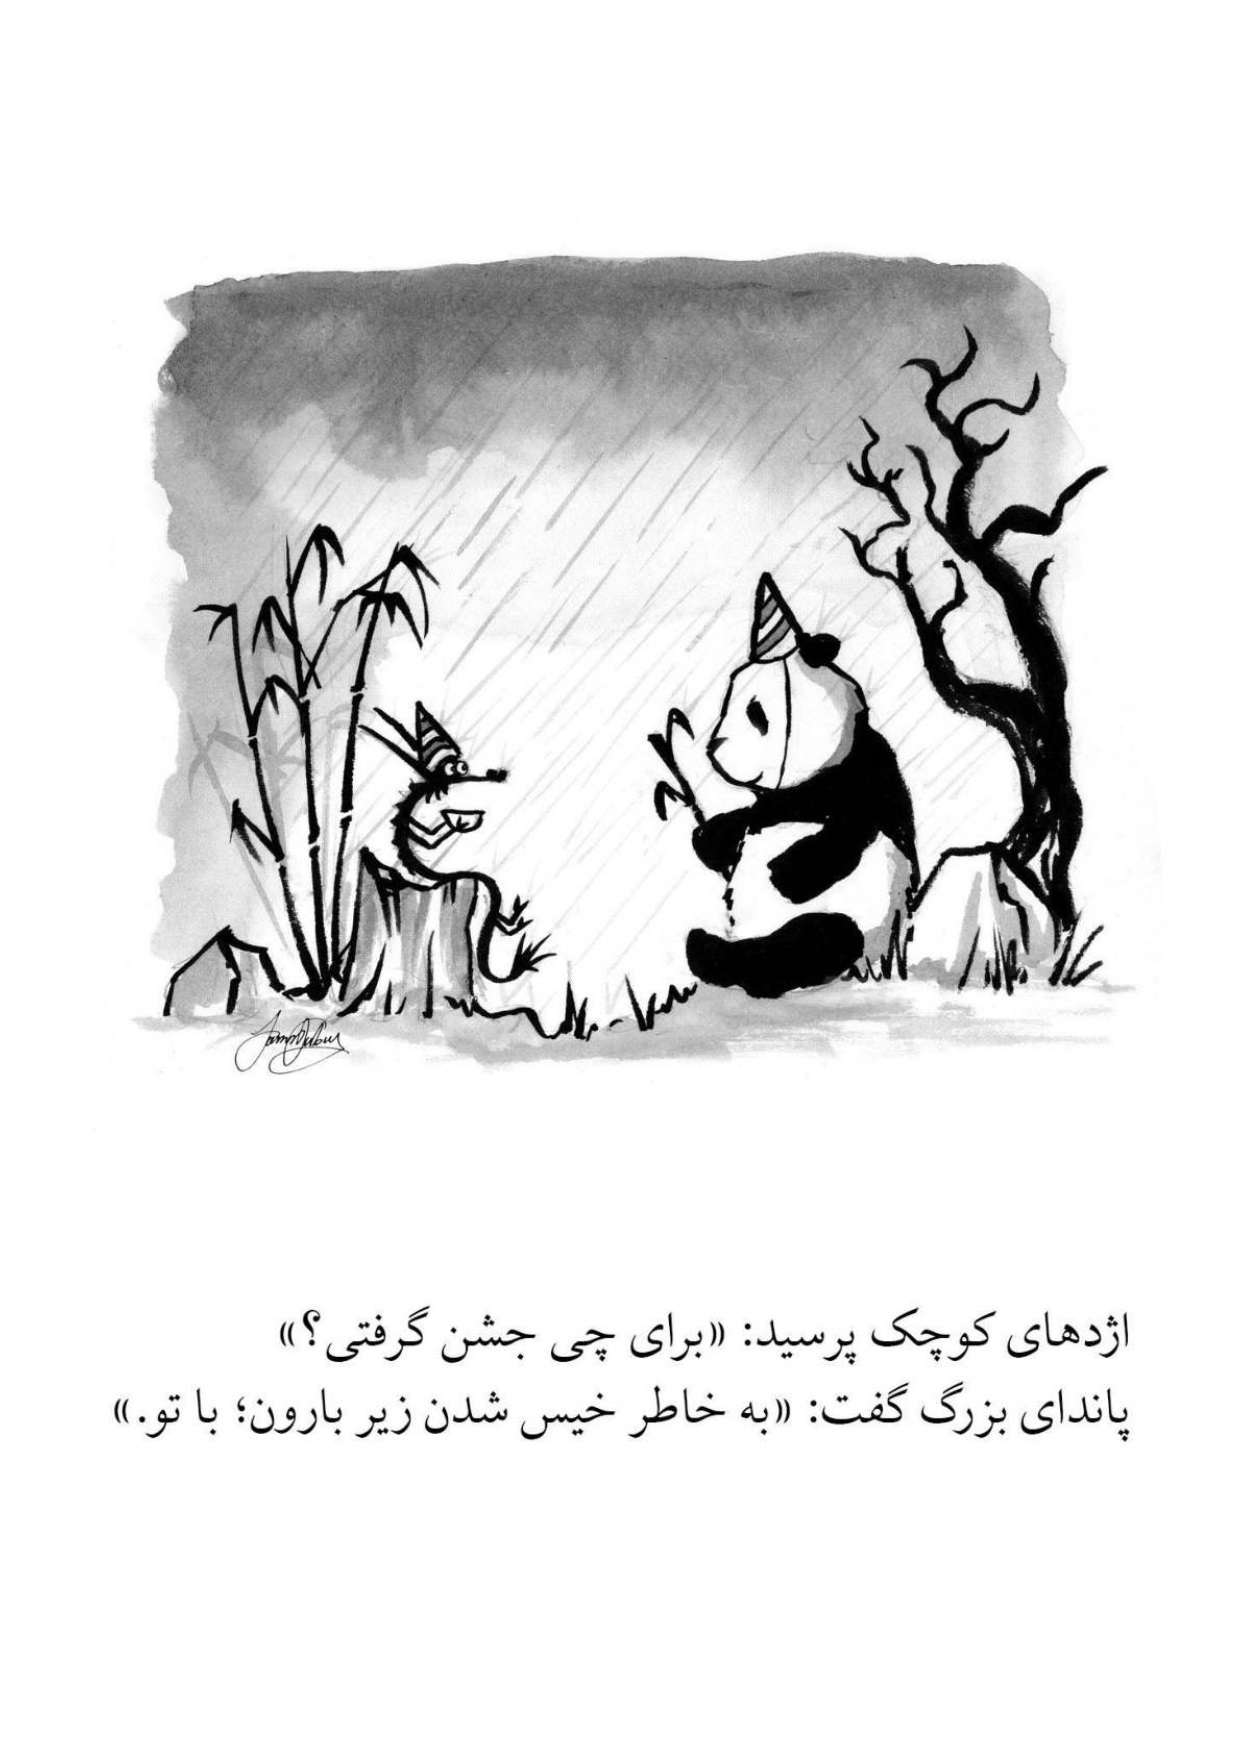 اژدهای کوچک پرسید: «برای چی جشن گرفتی؟»
پاندای بزرگ گفت: «به خاطر خیس شدن زیر بارون؛ با تو.»